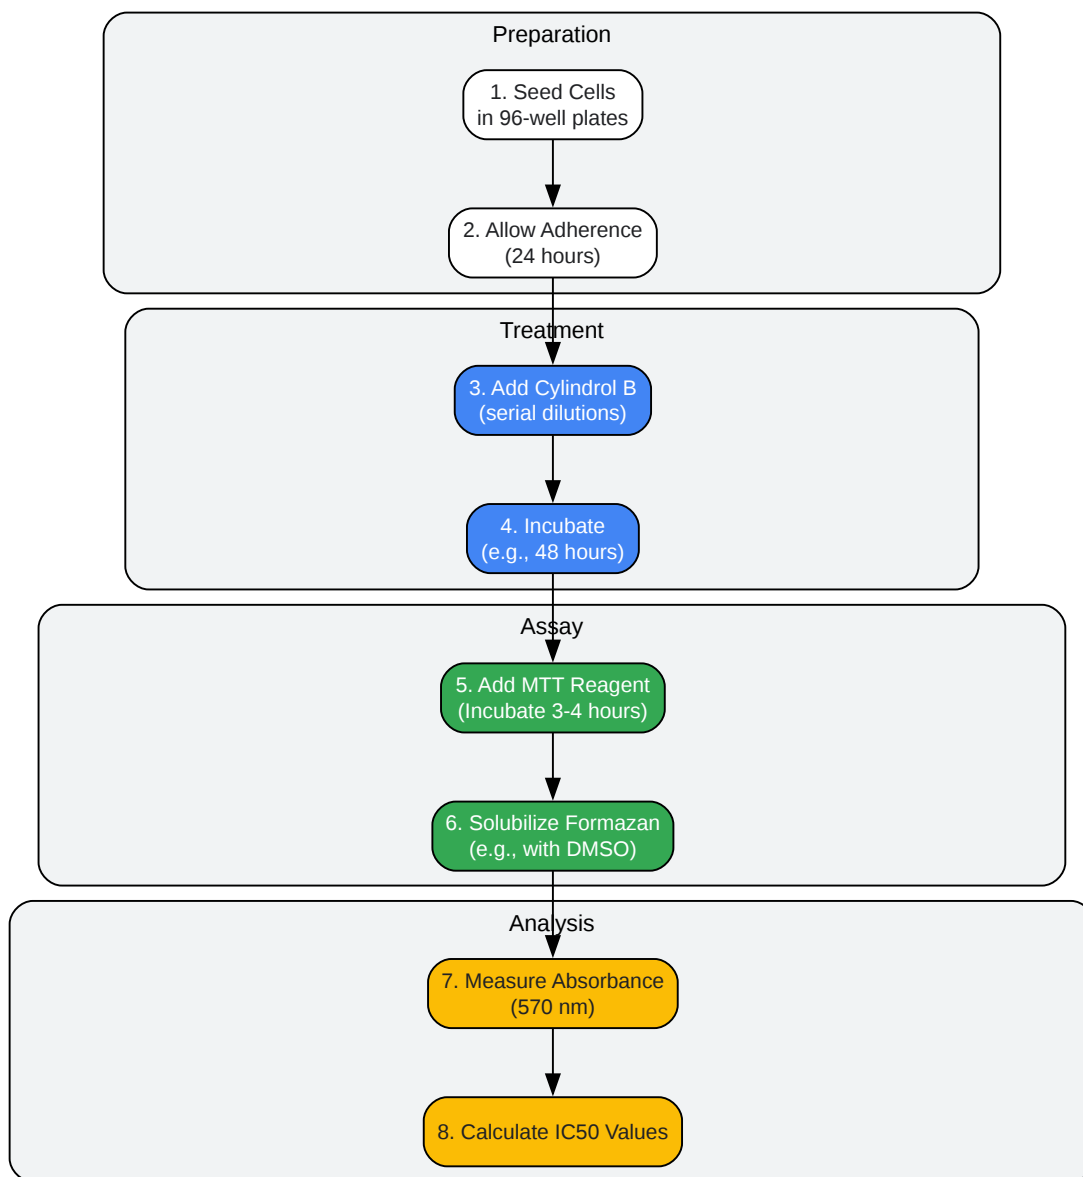 Preparation
1. Seed Cells
in 96-well plates
2. Allow Adherence
(24 hours)
Treatment
3. Add Cylindrol B
(serial dilutions)
4. Incubate
(e.g., 48 hours)
Assay
5. Add MTT Reagent
(Incubate 3-4 hours)
6. Solubilize Formazan
(e.g., with DMSO)
Analysis
7. Measure Absorbance
(570 nm)
8. Calculate IC50 Values